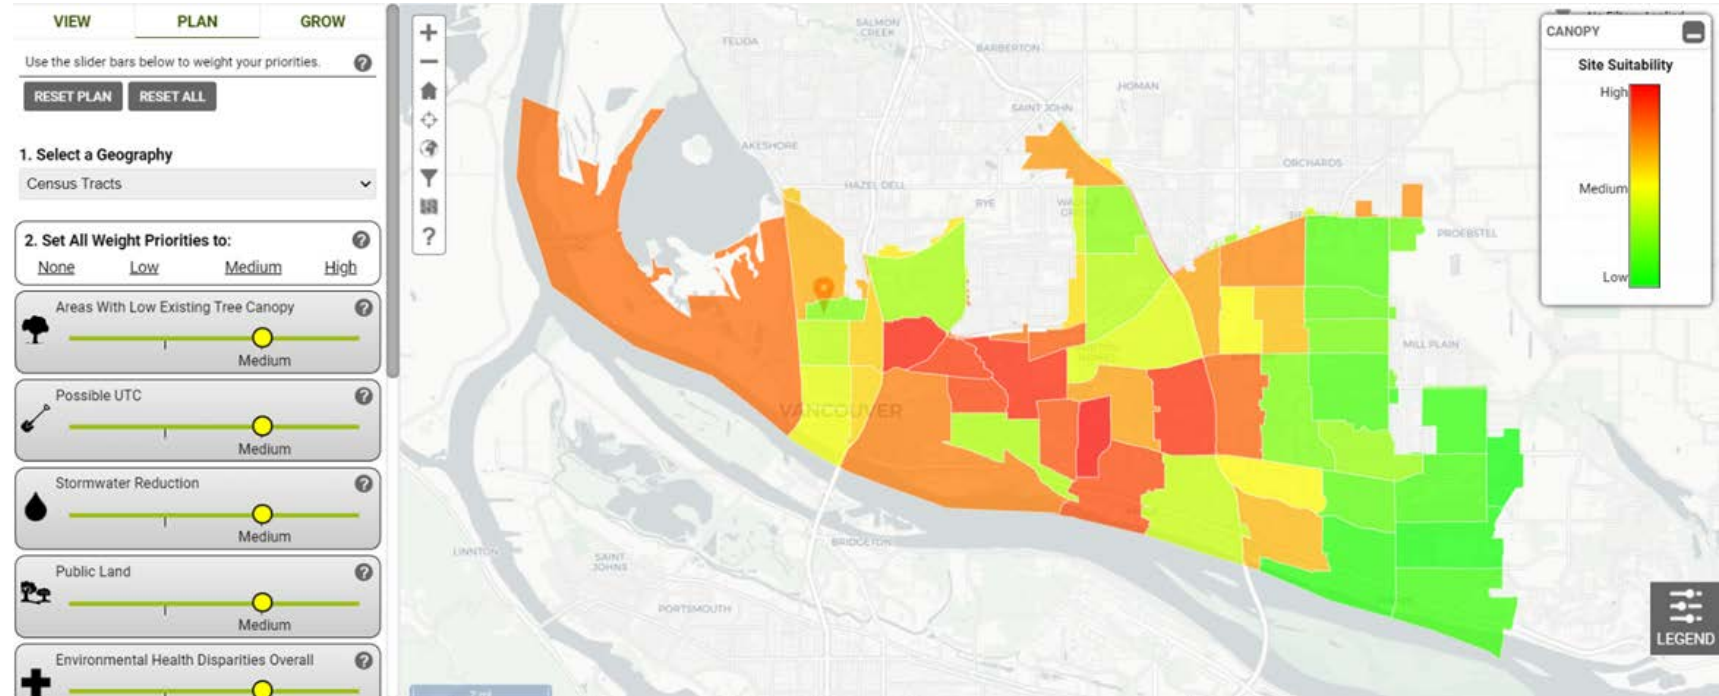 VIEW PLAN GROW
Use the slider bars below to weight your priorities. ?
RESET PLAN RESET ALL
1. Select a Geography
Census Tracts
2. Set All Weight Priorities to: ?
None Low Medium High
Areas With Low Existing Tree Canopy ?
Medium
Possible UTC ?
Medium
Stormwater Reduction ?
Medium
Public Land ?
Medium
Environmental Health Disparities Overall ?
+
−
?
SALMON
CREEK
FELIDA
BARBERTON
HOMAN
SAINT JOHN
AKESHORE
HAZEL DELL
RYE
ORCHARDS
PROEBSTEL
MILL PLAIN
VANCOUVER
BRIDGETON
LINNTON
SAINT
JOHNS
PORTSMOUTH
CANOPY
Site Suitability
High
Medium
Low
LEGEND